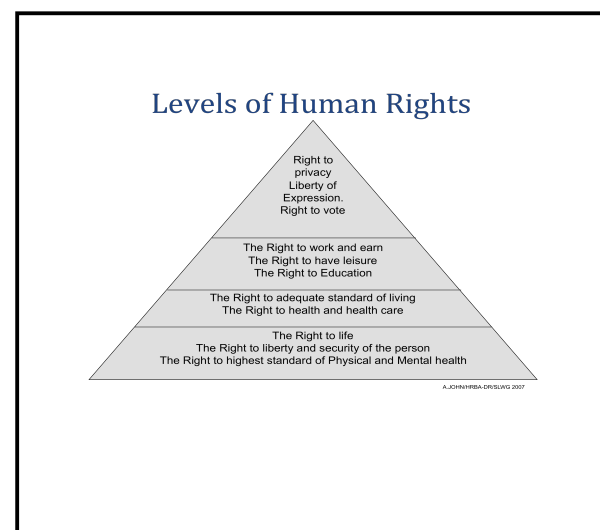 Levels of Human Rights
Right to
privacy
Liberty of
Expression.
Right to vote
The Right to work and earn
The Right to have leisure
The Right to Education
The Right to adequate standard of living
The Right to health and health care
The Right to life
The Right to liberty and security of the person
The Right to highest standard of Physical and Mental health
A.JOHN/HRBA-DR/SLWG 2007